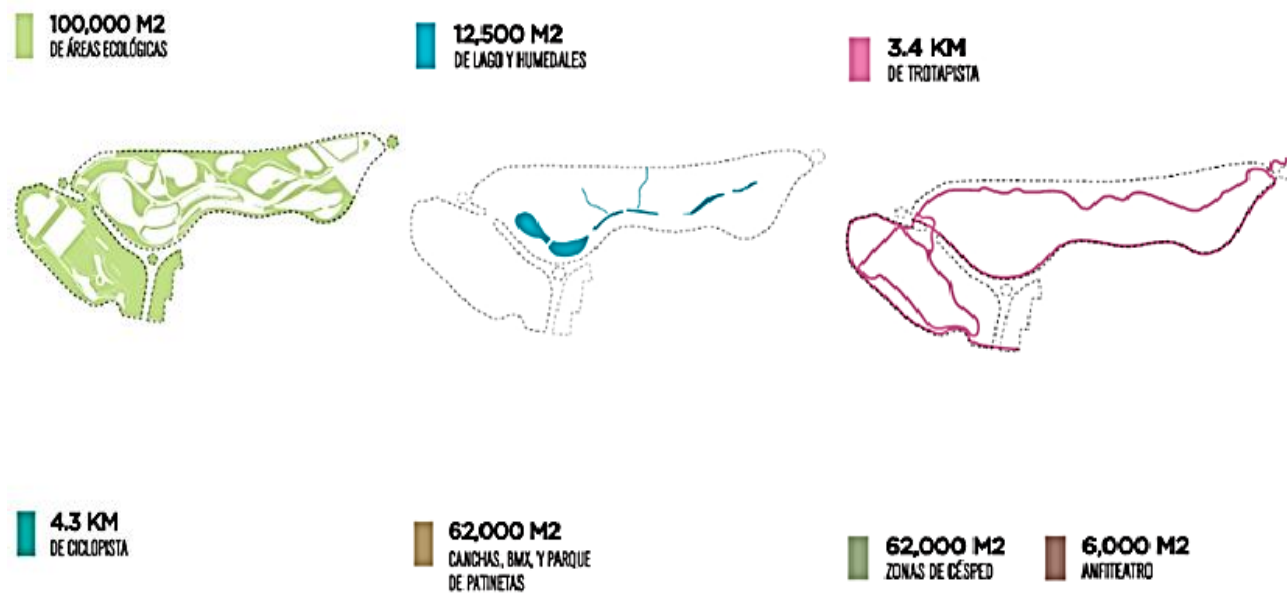 100,000 M2
DE ÁREAS ECOLÓGICAS
12,500 M2
DE LAGO Y HUMEDALES
3.4 KM
DE TROTAPISTA
4.3 KM
DE CICLOPISTA
62,000 M2
CANCHAS, BMX, Y PARQUE
DE PATINETAS
62,000 M2
ZONAS DE CÉSPED
6,000 M2
ANFITEATRO